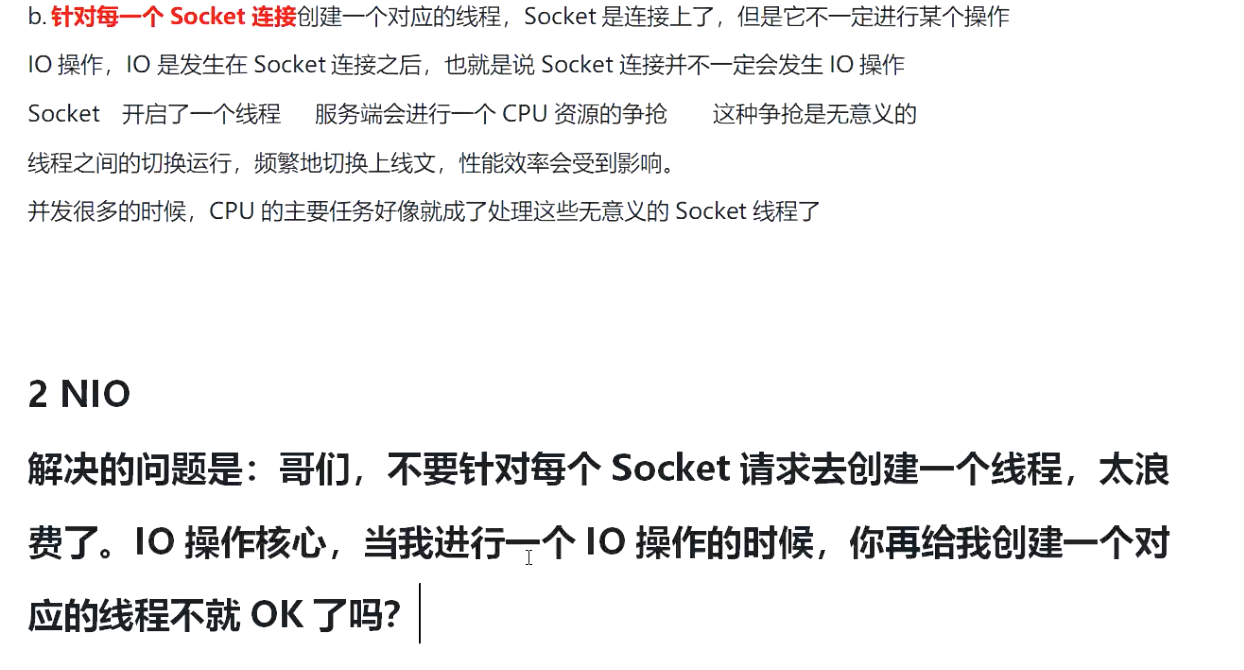 b. 针对每一个 Socket 连接创建一个对应的线程，Socket 是连接上了，但是它不一定进行某个操作
IO 操作，IO 是发生在 Socket 连接之后，也就是说 Socket 连接并不一定会发生 IO 操作
Socket 开启了一个线程 服务端会进行一个 CPU 资源的争抢 这种争抢是无意义的
线程之间的切换运行，频繁地切换上线文，性能效率会受到影响。
并发很多的时候，CPU 的主要任务好像就成了处理这些无意义的 Socket 线程了
2 NIO
解决的问题是：哥们，不要针对每个 Socket 请求去创建一个线程，太浪
费了。IO 操作核心，当我进行一个 IO 操作的时候，你再给我创建一个对
应的线程不就 OK 了吗？